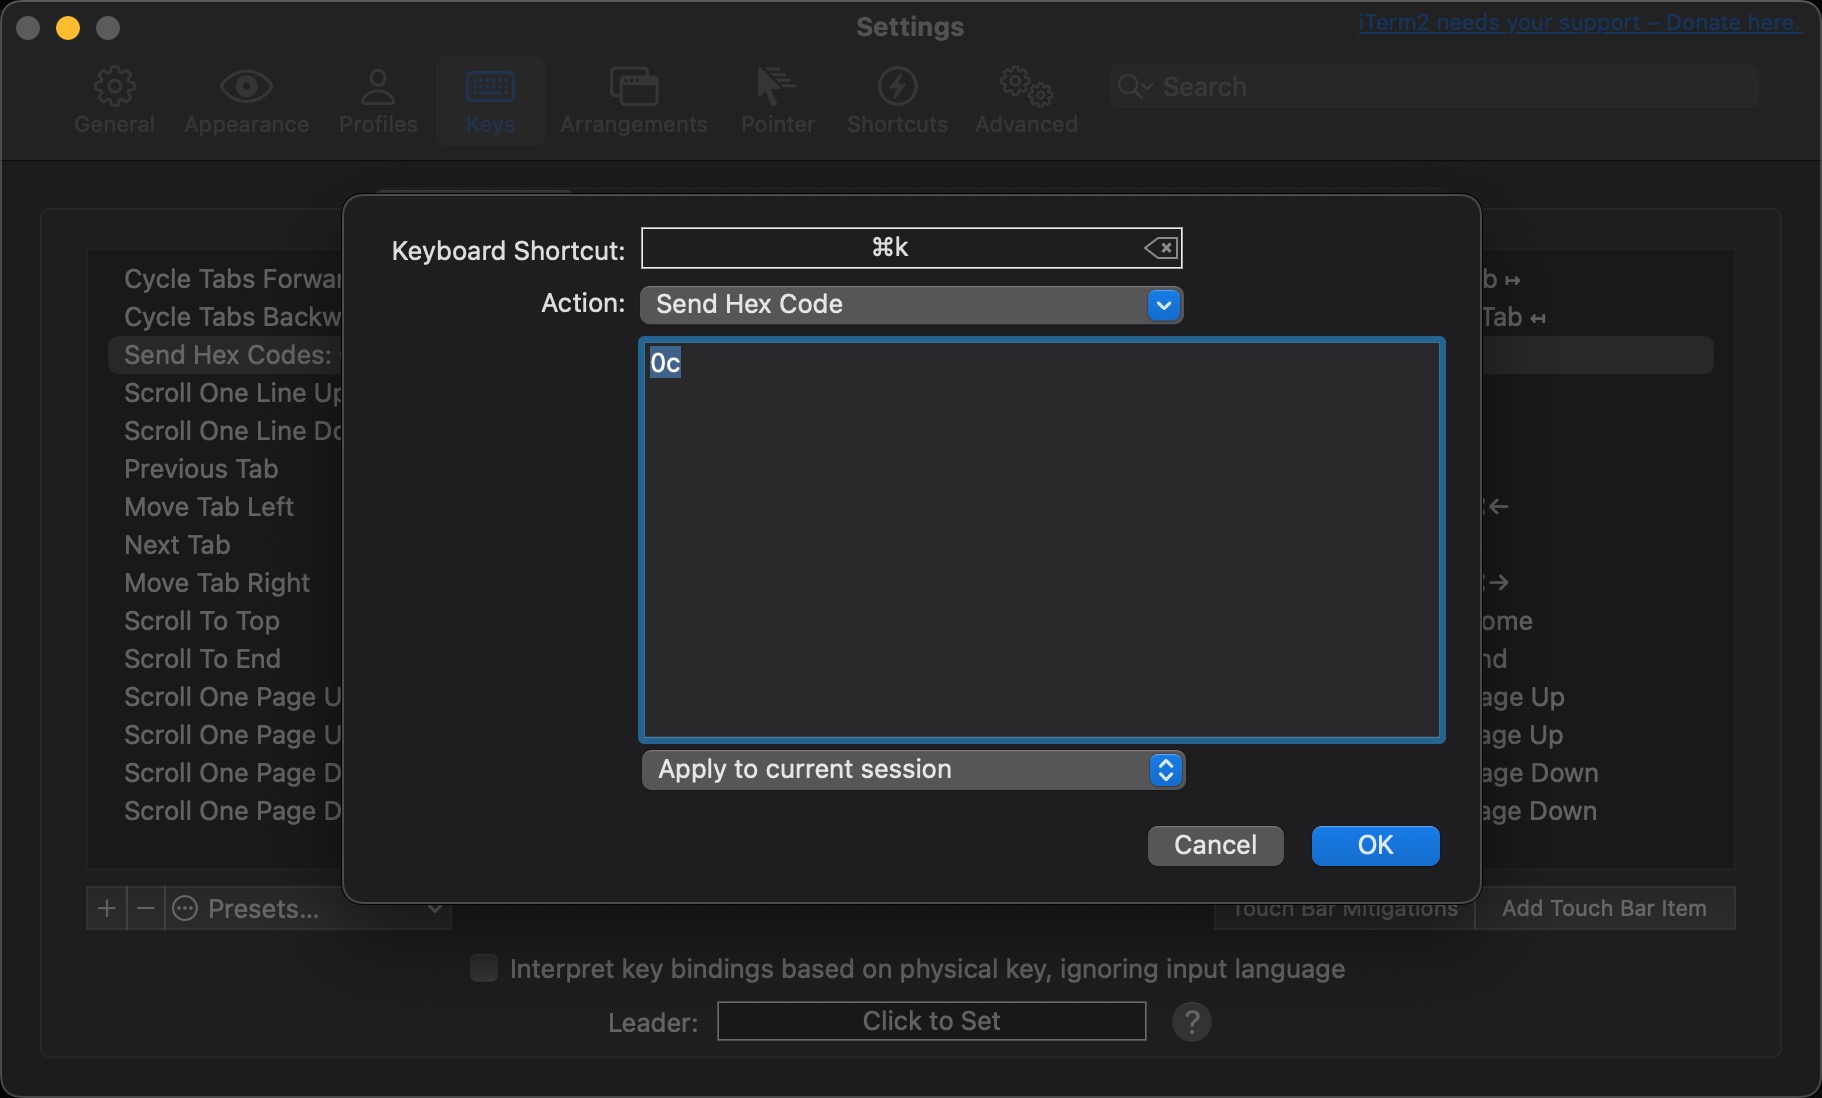 Settings
iTerm2 needs your support – Donate here.
General
Appearance
Profiles
Keys
Arrangements
Pointer
Shortcuts
Advanced
Search
Keyboard Shortcut:
⌘k
Action:
Send Hex Code
0c
Apply to current session
Cancel
OK
Cycle Tabs Forwar
Cycle Tabs Backw
Send Hex Codes:
Scroll One Line Up
Scroll One Line Do
Previous Tab
Move Tab Left
Next Tab
Move Tab Right
Scroll To Top
Scroll To End
Scroll One Page U
Scroll One Page U
Scroll One Page D
Scroll One Page D
b ↦
Tab ↤
←
→
ome
nd
age Up
age Up
age Down
age Down
+
−
Presets...
Touch Bar Mitigations
Add Touch Bar Item
Interpret key bindings based on physical key, ignoring input language
Leader:
Click to Set
?